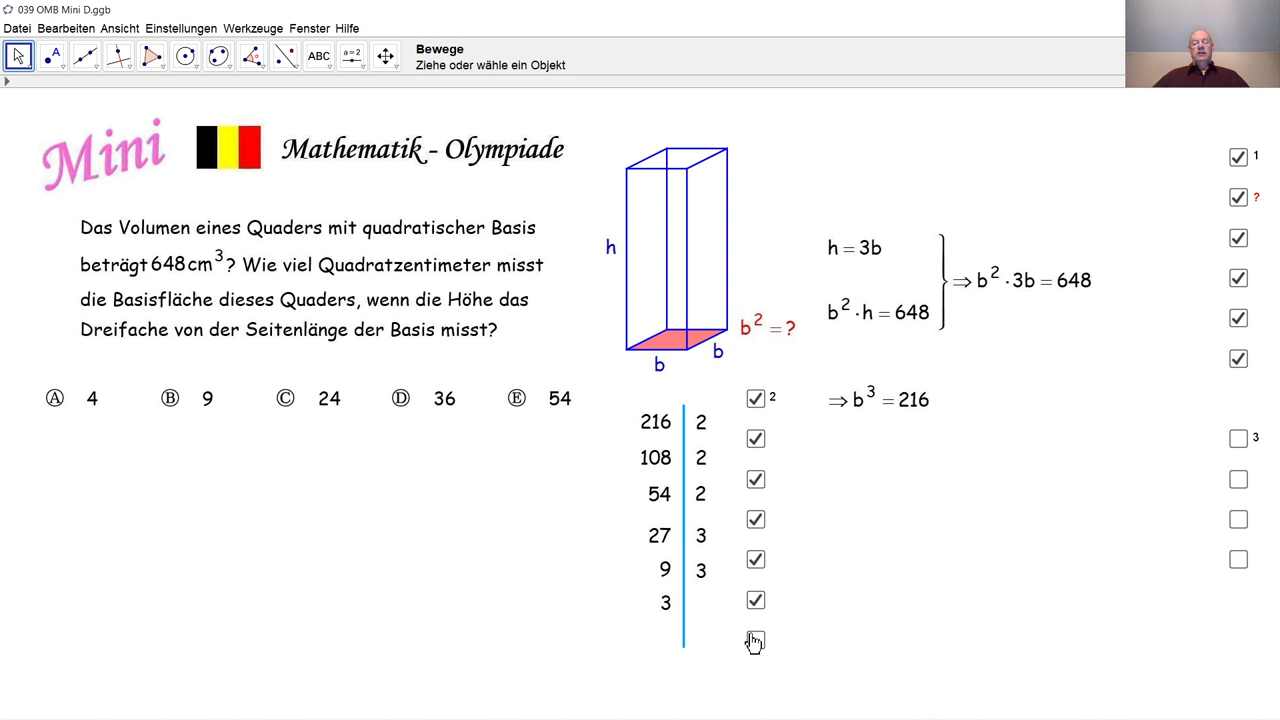 039 OMB Mini D.ggb
Datei Bearbeiten Ansicht Einstellungen Werkzeuge Fenster Hilfe
A ABC a=2
Bewege
Ziehe oder wähle ein Objekt
Mini
Mathematik - Olympiade
Das Volumen eines Quaders mit quadratischer Basis
beträgt 648 cm³? Wie viel Quadratzentimeter misst
die Basisfläche dieses Quaders, wenn die Höhe das
Dreifache von der Seitenlänge der Basis misst?
Ⓐ 4 Ⓑ 9 Ⓒ 24 Ⓓ 36 Ⓔ 54
h
b² = ?
b
b
h = 3b
b² · h = 648
⇒ b² · 3b = 648
⇒ b³ = 216
216 2
108 2
54 2
27 3
9 3
3
1
?
2
3